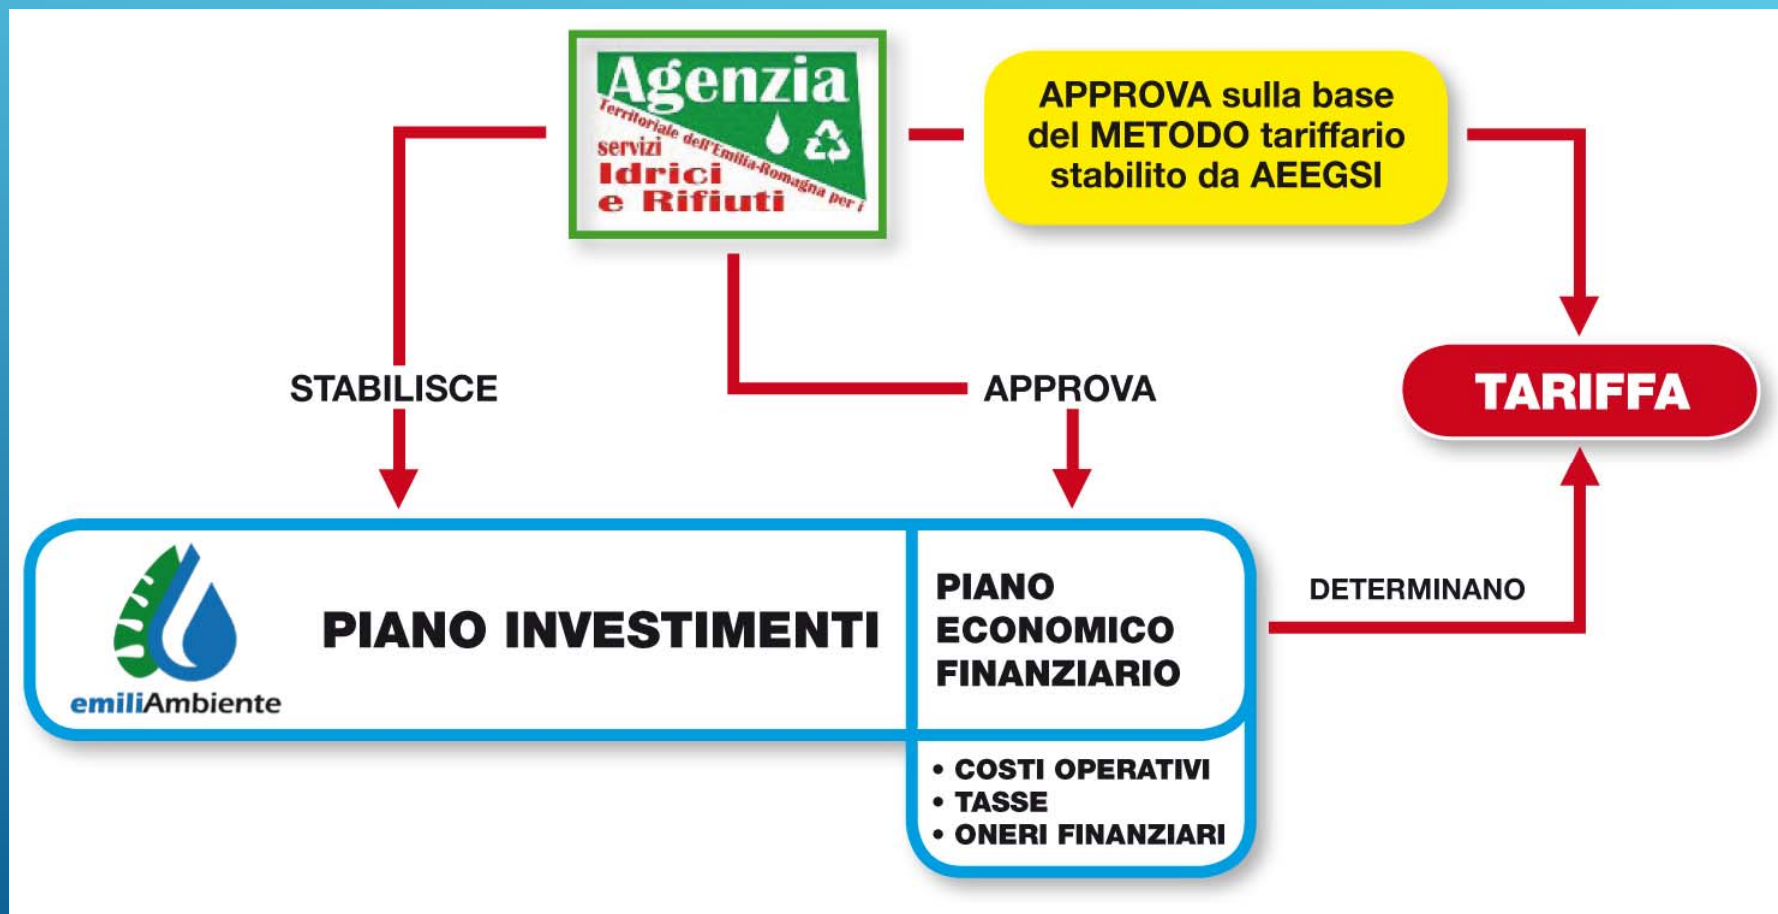 Agenzia
Territoriale dell'Emilia-Romagna per i
servizi
Idrici
e Rifiuti
APPROVA sulla base
del METODO tariffario
stabilito da AEEGSI
STABILISCE
APPROVA
TARIFFA
emiliAmbiente
PIANO INVESTIMENTI
PIANO
ECONOMICO
FINANZIARIO
DETERMINANO
• COSTI OPERATIVI
• TASSE
• ONERI FINANZIARI